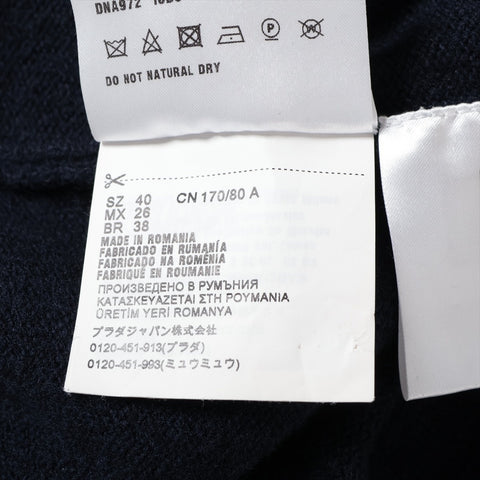 DNA972
DO NOT NATURAL DRY
P
SZ 40 CN 170/80 A
MX 26
BR 38
MADE IN ROMANIA
FABRICADO EN RUMANÍA
FABRICADO NA ROMÉNIA
FABRIQUÉ EN ROUMANIE
ПРОИЗВЕДЕНО В РУМЪНИЯ
ΚΑΤΑΣΚΕΥΑΖΕΤΑΙ ΣΤΗ ΡΟΥΜΑΝΙΑ
ÜRETİM YERİ ROMANYA
プラダジャパン株式会社
0120-451-913(プラダ)
0120-451-993(ミュウミュウ)